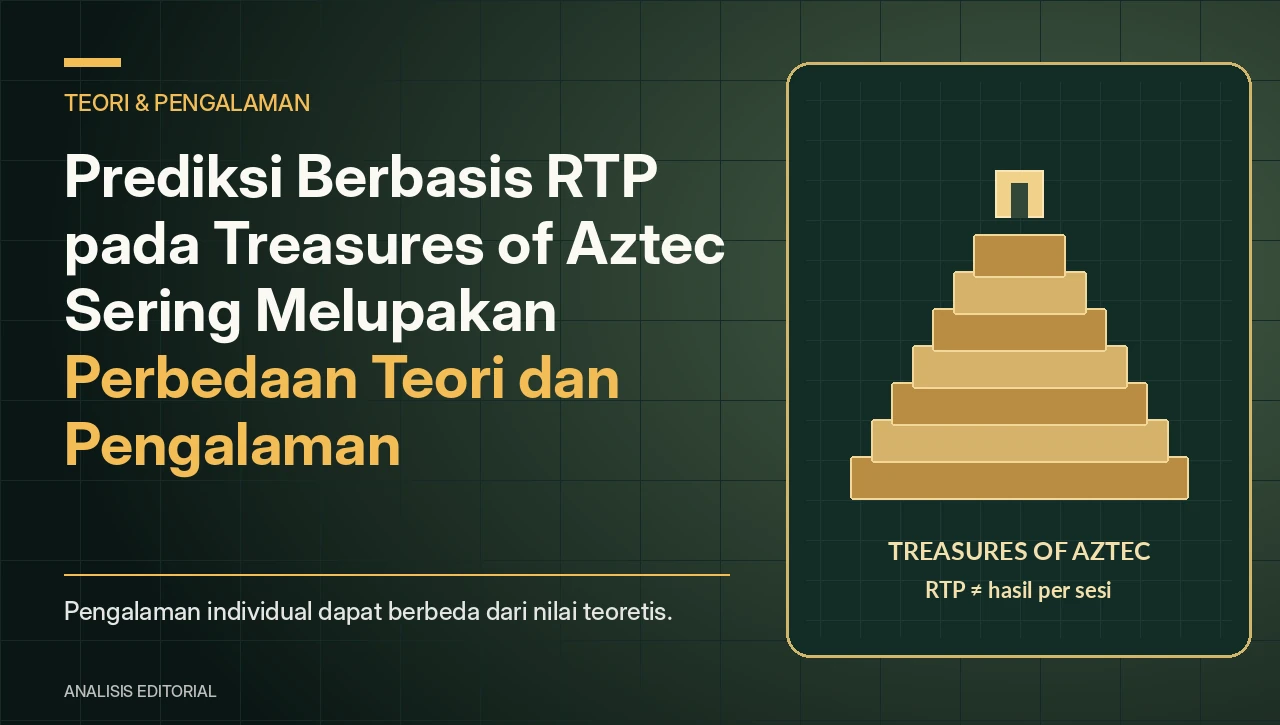 TEORI & PENGALAMAN
Prediksi Berbasis RTP
pada Treasures of Aztec
Sering Melupakan
Perbedaan Teori dan
Pengalaman
Pengalaman individual dapat berbeda dari nilai teoretis.
ANALISIS EDITORIAL
TREASURES OF AZTEC
RTP ≠ hasil per sesi